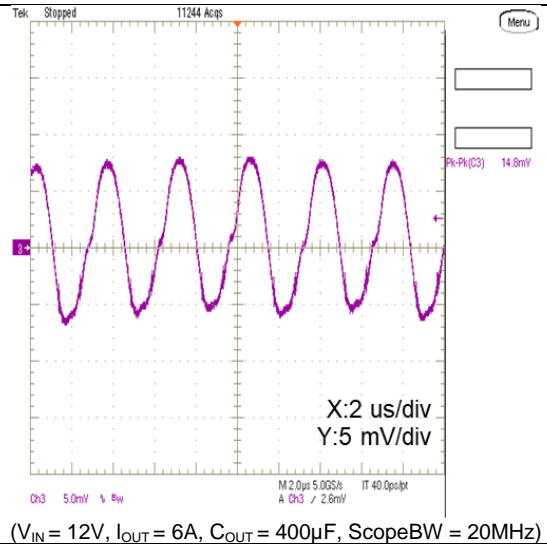 Tek Stopped 11244 Acqs
Menu
Pk-Pk(C3) 14.8mV
3
X:2 us/div
Y:5 mV/div
Ch3 5.0mV % Bw
M 2.0µs 5.0GS/s IT 40.0ps/pt
A Ch3 / 2.6mV
(VIN = 12V, IOUT = 6A, COUT = 400µF, ScopeBW = 20MHz)